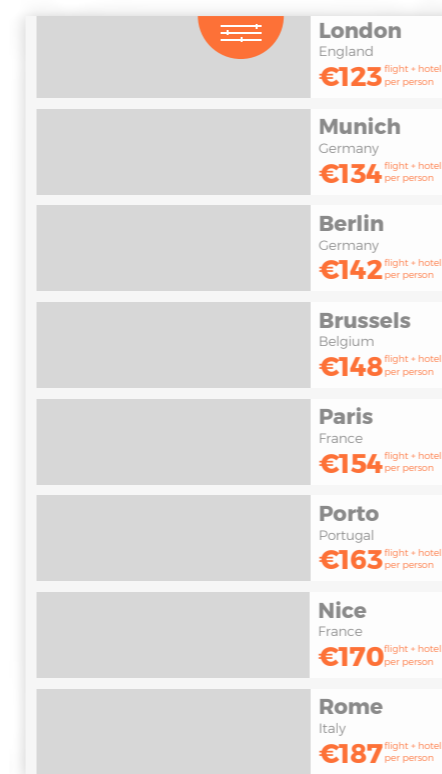 London
England
€123 flight + hotel
per person
Munich
Germany
€134 flight + hotel
per person
Berlin
Germany
€142 flight + hotel
per person
Brussels
Belgium
€148 flight + hotel
per person
Paris
France
€154 flight + hotel
per person
Porto
Portugal
€163 flight + hotel
per person
Nice
France
€170 flight + hotel
per person
Rome
Italy
€187 flight + hotel
per person